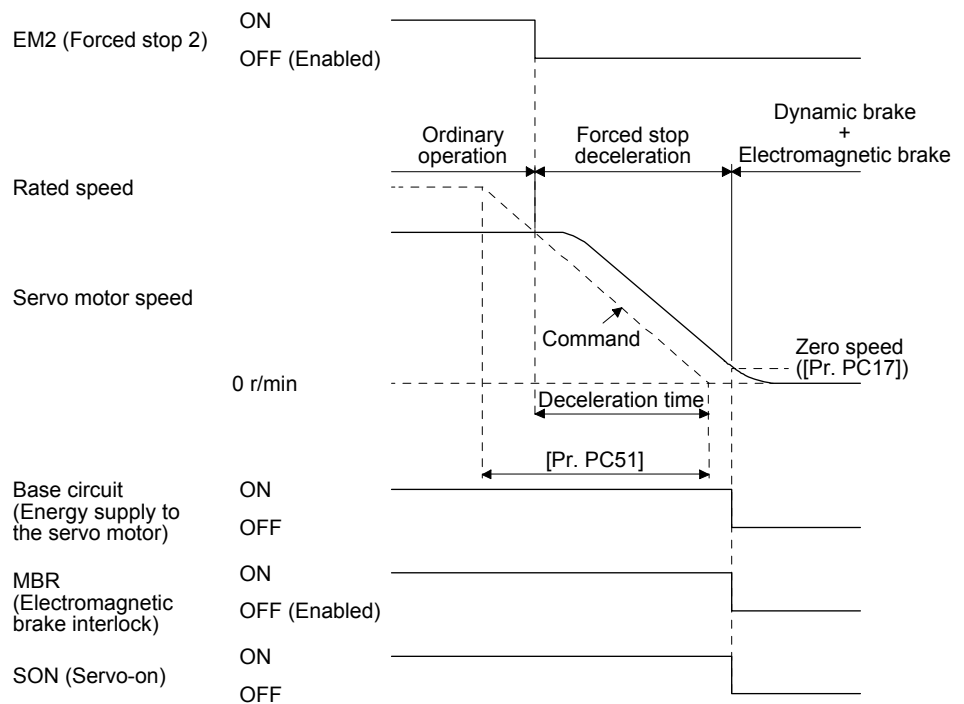 EM2 (Forced stop 2)
ON
OFF (Enabled)
Ordinary
operation
Forced stop
deceleration
Dynamic brake
+
Electromagnetic brake
Rated speed
Servo motor speed
Command
Zero speed
([Pr. PC17])
0 r/min
Deceleration time
[Pr. PC51]
Base circuit
(Energy supply to
the servo motor)
ON
OFF
MBR
(Electromagnetic
brake interlock)
ON
OFF (Enabled)
SON (Servo-on)
ON
OFF